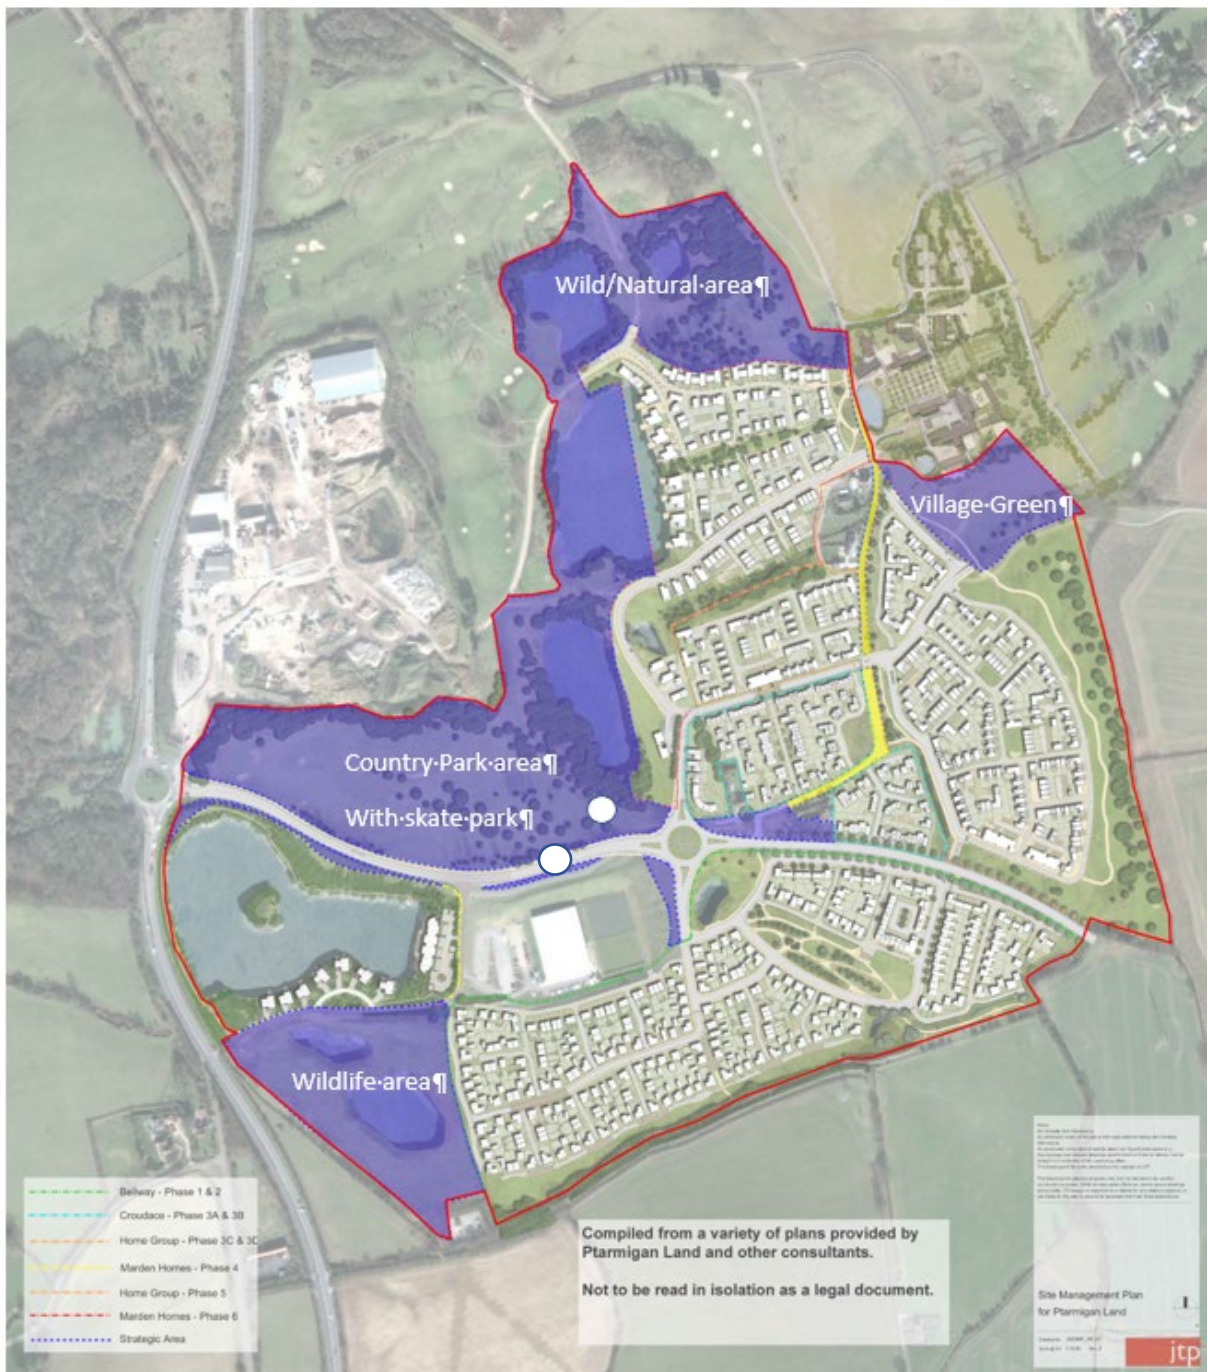 Wild/Natural·area¶
Village·Green¶
Country·Park·area¶
With·skate·park¶
Wildlife·area¶
Bellway - Phase 1 & 2
Croudace - Phase 3A & 3B
Home Group - Phase 3C & 3D
Marden Homes - Phase 4
Home Group - Phase 5
Marden Homes - Phase 6
Strategic Area
Compiled from a variety of plans provided by
Ptarmigan Land and other consultants.
Not to be read in isolation as a legal document.
Site Management Plan
for Ptarmigan Land
jtp